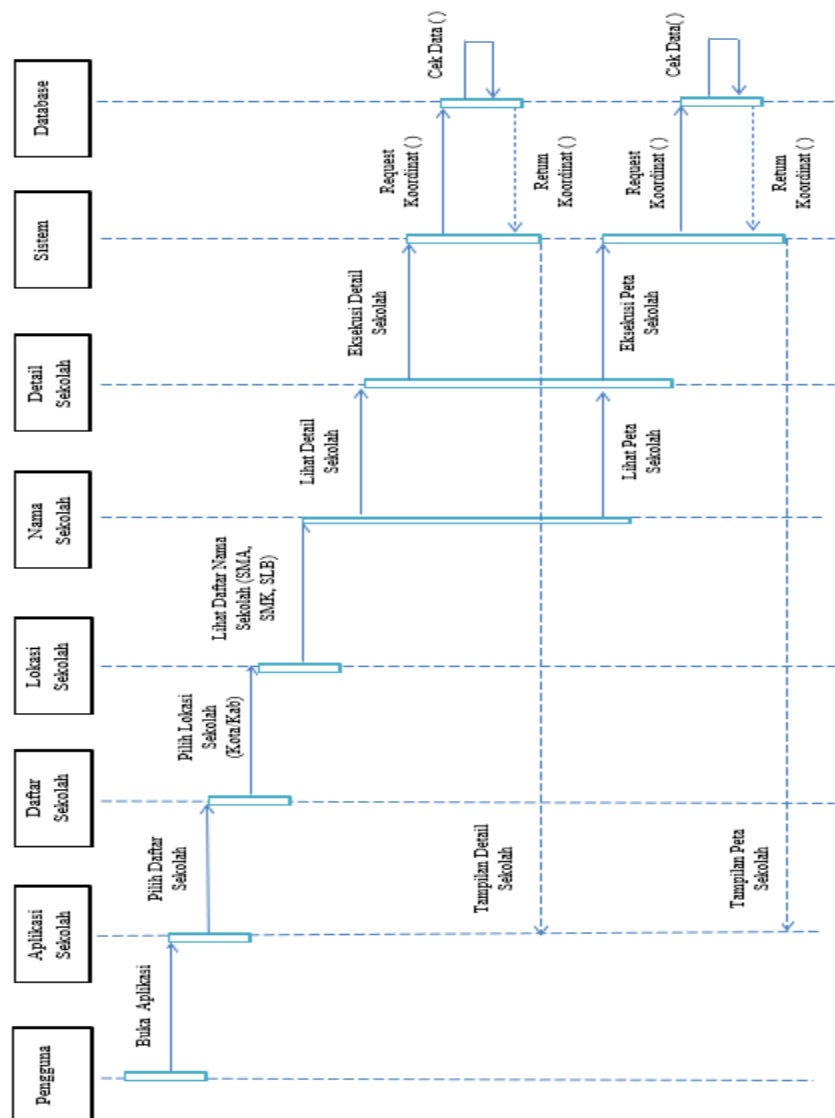 Pengguna
Aplikasi
Sekolah
Daftar
Sekolah
Lokasi
Sekolah
Nama
Sekolah
Detail
Sekolah
Sistem
Database
Buka Aplikasi
Pilih Daftar
Sekolah
Pilih Lokasi
Sekolah
(Kota/Kab)
Lihat Daftar Nama
Sekolah (SMA,
SMK, SLB)
Lihat Detail
Sekolah
Eksekusi Detail
Sekolah
Request
Koordinat ( )
Cek Data ( )
Return
Koordinat ( )
Tampilan Detail
Sekolah
Lihat Peta
Sekolah
Eksekusi Peta
Sekolah
Request
Koordinat ( )
Cek Data( )
Return
Koordinat ( )
Tampilan Peta
Sekolah